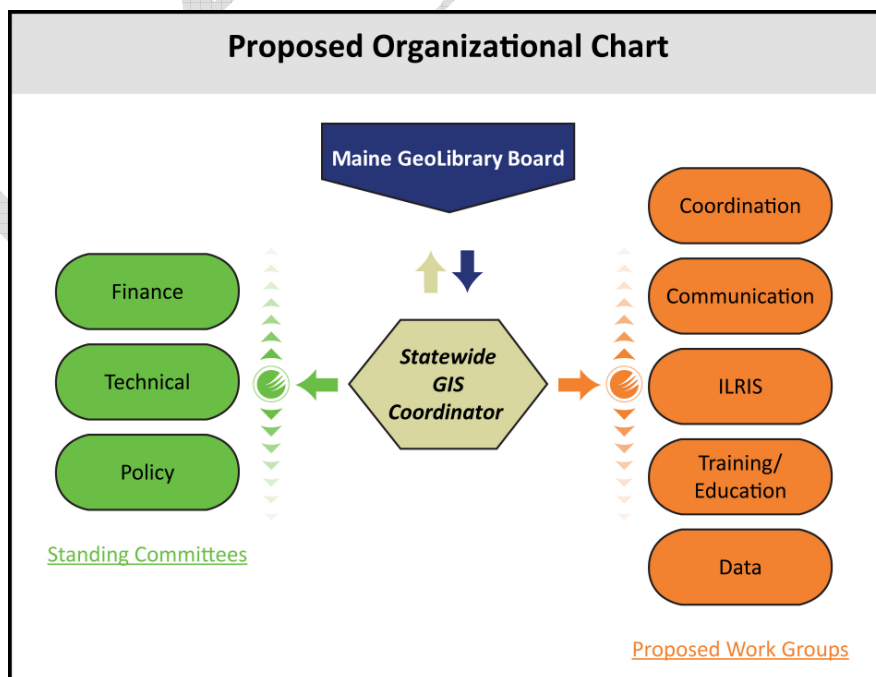 Proposed Organizational Chart
Maine GeoLibrary Board
Finance
Technical
Policy
Standing Committees
Statewide
GIS
Coordinator
Coordination
Communication
ILRIS
Training/
Education
Data
Proposed Work Groups